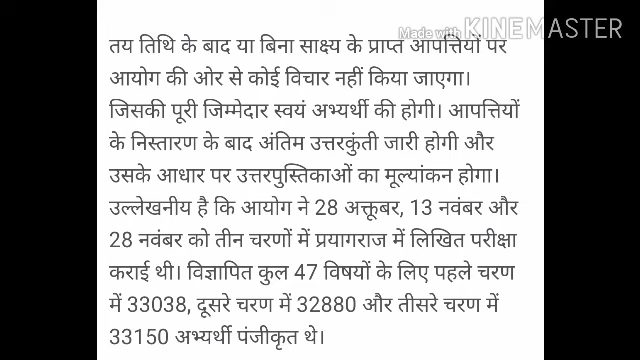 Made with KINEMASTER
तय तिथि के बाद या बिना साक्ष्य के प्राप्त आपत्तियों पर
आयोग की ओर से कोई विचार नहीं किया जाएगा।
जिसकी पूरी जिम्मेदार स्वयं अभ्यर्थी की होगी। आपत्तियों
के निस्तारण के बाद अंतिम उत्तरकुंती जारी होगी और
उसके आधार पर उत्तरपुस्तिकाओं का मूल्यांकन होगा।
उल्लेखनीय है कि आयोग ने 28 अक्तूबर, 13 नवंबर और
28 नवंबर को तीन चरणों में प्रयागराज में लिखित परीक्षा
कराई थी। विज्ञापित कुल 47 विषयों के लिए पहले चरण
में 33038, दूसरे चरण में 32880 और तीसरे चरण में
33150 अभ्यर्थी पंजीकृत थे।